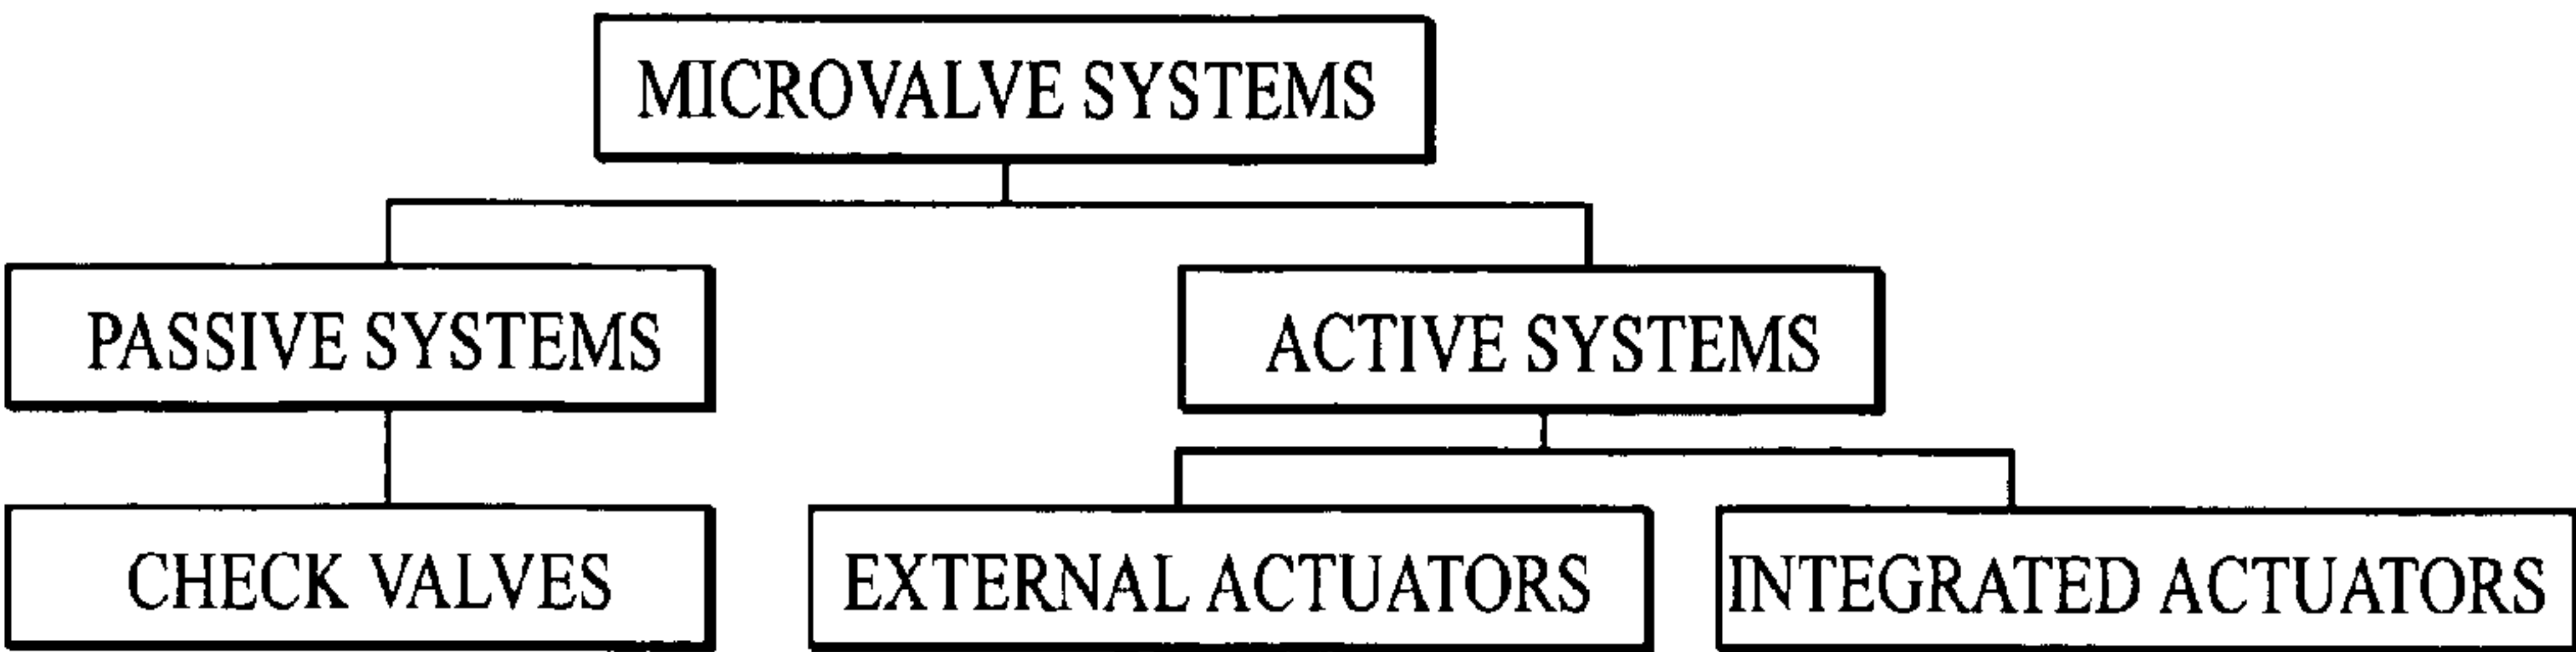 MICROVALVE SYSTEMS
PASSIVE SYSTEMS
ACTIVE SYSTEMS
CHECK VALVES
EXTERNAL ACTUATORS
INTEGRATED ACTUATORS